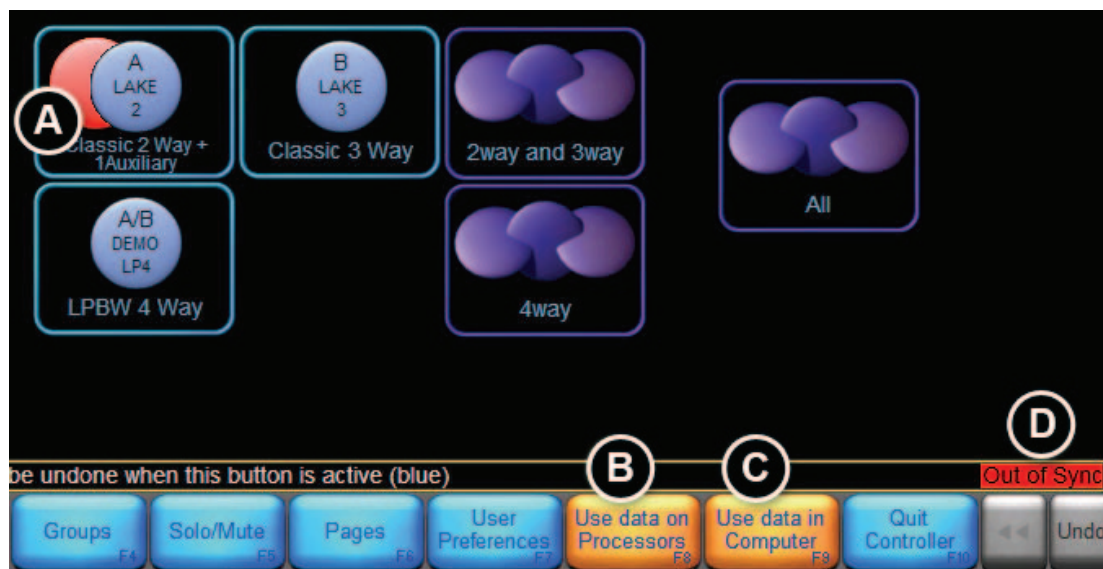 A
LAKE
2
Classic 2 Way +
1Auxiliary
A
B
LAKE
3
Classic 3 Way
2way and 3way
All
A/B
DEMO
LP4
LPBW 4 Way
4way
D
B
C
be undone when this button is active (blue)
Out of Sync
Groups
F4
Solo/Mute
F5
Pages
F6
User
Preferences
F7
Use data on
Processors
F8
Use data in
Computer
F9
Quit
Controller
F10
Undo